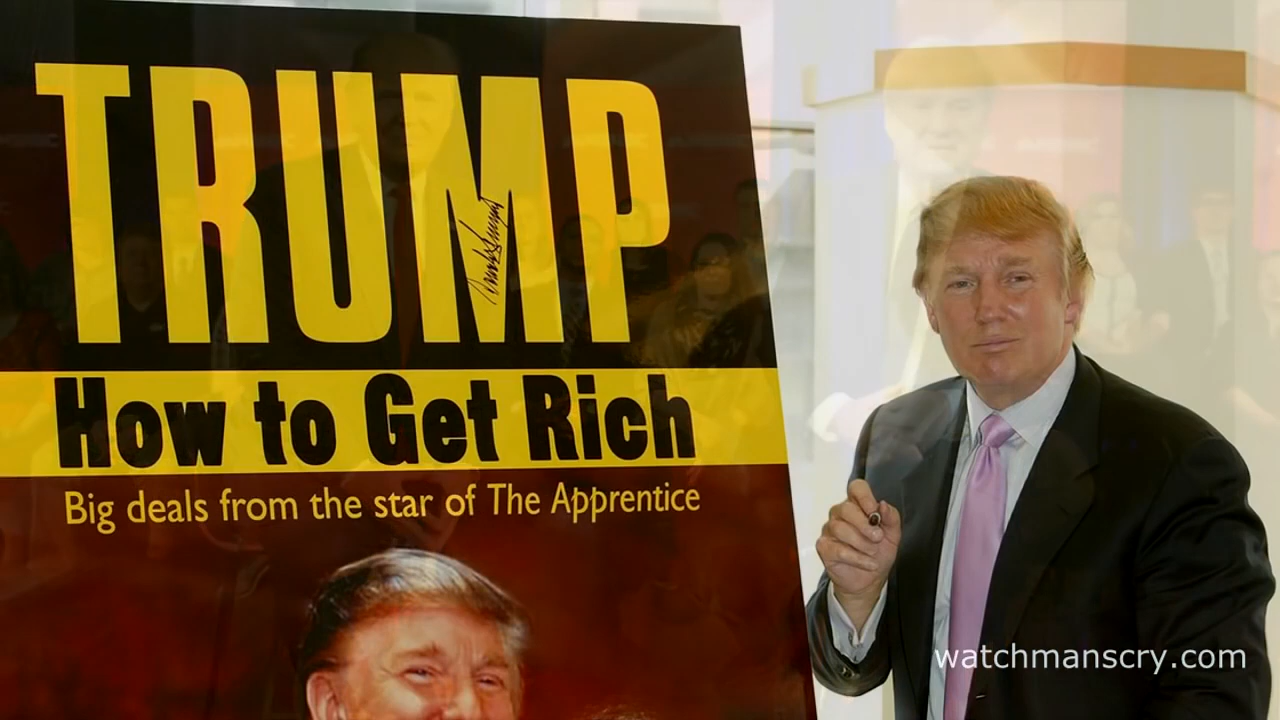 TRUMP
How to Get Rich
Big deals from the star of The Apprentice
watchmanscry.com